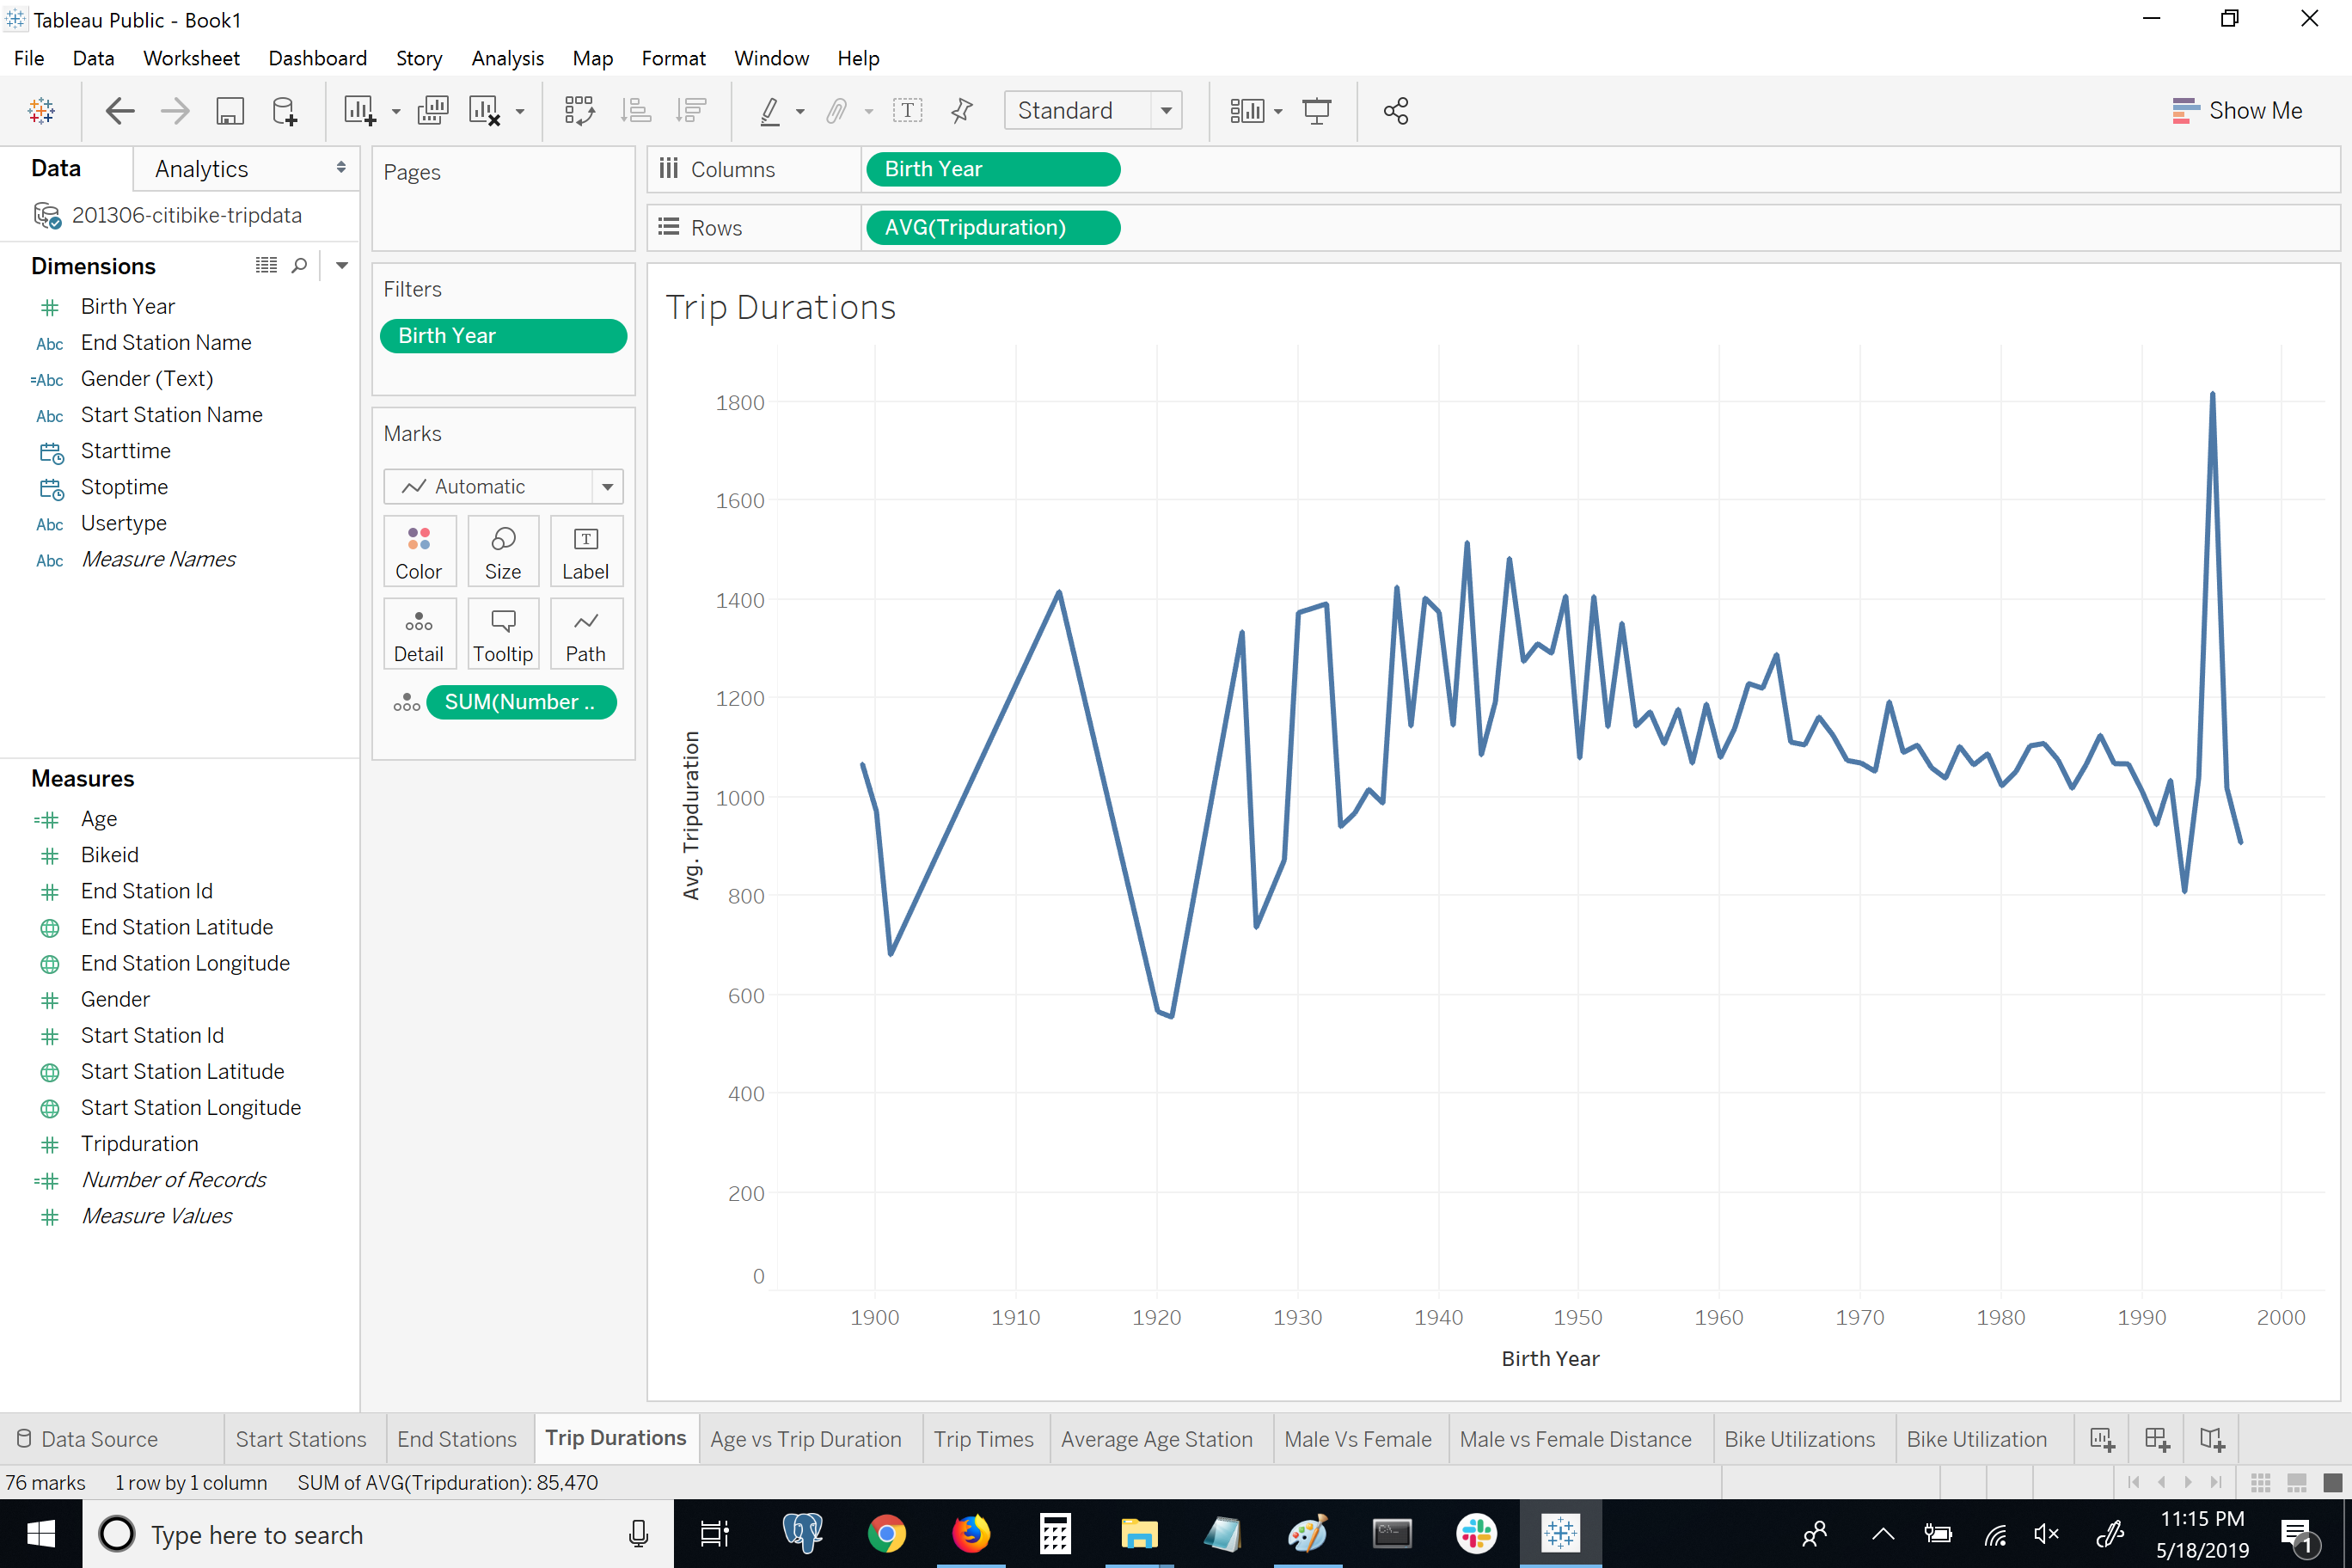 Tableau Public - Book1
File Data Worksheet Dashboard Story Analysis Map Format Window Help
Standard
Show Me
Data Analytics
201306-citibike-tripdata
Dimensions
Birth Year
Abc End Station Name
=Abc Gender (Text)
Abc Start Station Name
Starttime
Stoptime
Abc Usertype
Abc Measure Names
Measures
Age
Bikeid
End Station Id
End Station Latitude
End Station Longitude
Gender
Start Station Id
Start Station Latitude
Start Station Longitude
Tripduration
Number of Records
Measure Values
Pages
Filters
Birth Year
Marks
Automatic
Color Size Label
Detail Tooltip Path
SUM(Number ..
Columns Birth Year
Rows AVG(Tripduration)
Trip Durations
Avg. Tripduration
1800
1600
1400
1200
1000
800
600
400
200
0
1900 1910 1920 1930 1940 1950 1960 1970 1980 1990 2000
Birth Year
Data Source Start Stations End Stations Trip Durations Age vs Trip Duration Trip Times Average Age Station Male Vs Female Male vs Female Distance Bike Utilizations Bike Utilization
76 marks 1 row by 1 column SUM of AVG(Tripduration): 85,470
Type here to search
11:15 PM
5/18/2019
1